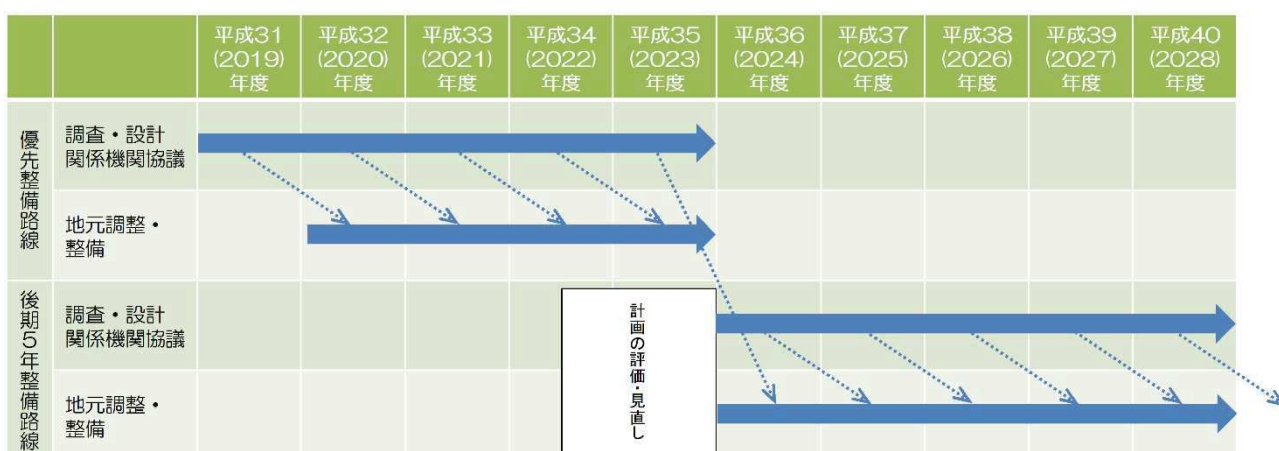 平成31
(2019)
年度
平成32
(2020)
年度
平成33
(2021)
年度
平成34
(2022)
年度
平成35
(2023)
年度
平成36
(2024)
年度
平成37
(2025)
年度
平成38
(2026)
年度
平成39
(2027)
年度
平成40
(2028)
年度
優先整備路線
調査・設計
関係機関協議
地元調整・
整備
後期5年整備路線
調査・設計
関係機関協議
地元調整・
整備
計画の評価・見直し